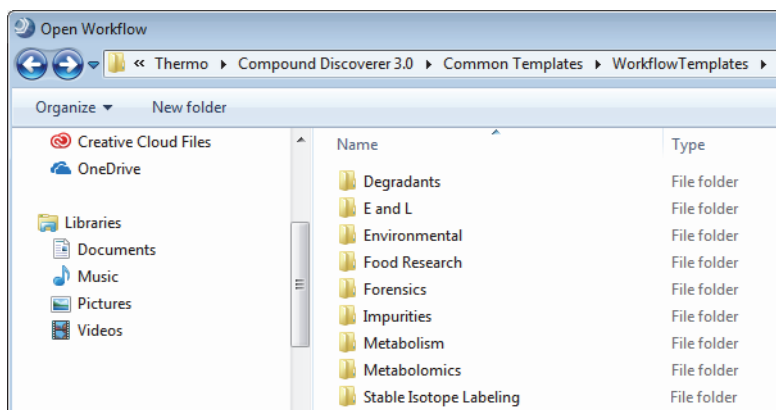 Open Workflow
« Thermo ▸ Compound Discoverer 3.0 ▸ Common Templates ▸ WorkflowTemplates ▸
Organize ▾ New folder
Creative Cloud Files
OneDrive
Libraries
Documents
Music
Pictures
Videos
Name Type
Degradants File folder
E and L File folder
Environmental File folder
Food Research File folder
Forensics File folder
Impurities File folder
Metabolism File folder
Metabolomics File folder
Stable Isotope Labeling File folder